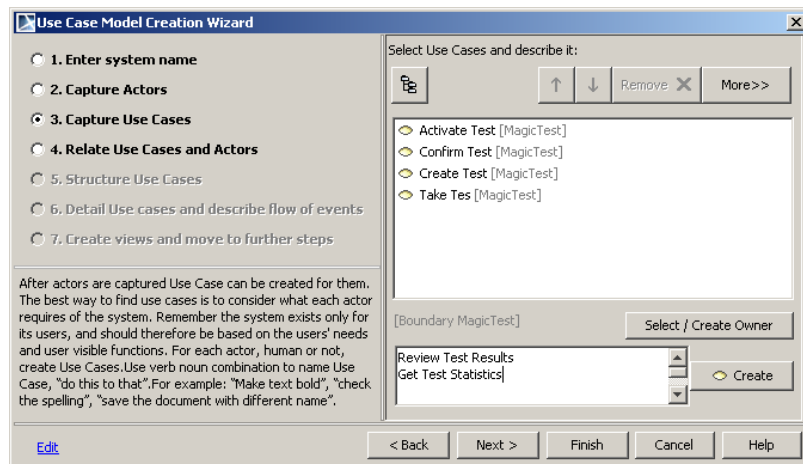 Use Case Model Creation Wizard
1. Enter system name
2. Capture Actors
3. Capture Use Cases
4. Relate Use Cases and Actors
5. Structure Use Cases
6. Detail Use cases and describe flow of events
7. Create views and move to further steps
After actors are captured Use Case can be created for them.
The best way to find use cases is to consider what each actor
requires of the system. Remember the system exists only for
its users, and should therefore be based on the users' needs
and user visible functions. For each actor, human or not,
create Use Cases.Use verb noun combination to name Use
Case, "do this to that".For example: "Make text bold", "check
the spelling", "save the document with different name".
Edit
Select Use Cases and describe it:
Remove
More>>
Activate Test [MagicTest]
Confirm Test [MagicTest]
Create Test [MagicTest]
Take Tes [MagicTest]
[Boundary MagicTest]
Select / Create Owner
Review Test Results
Get Test Statistics
Create
< Back
Next >
Finish
Cancel
Help